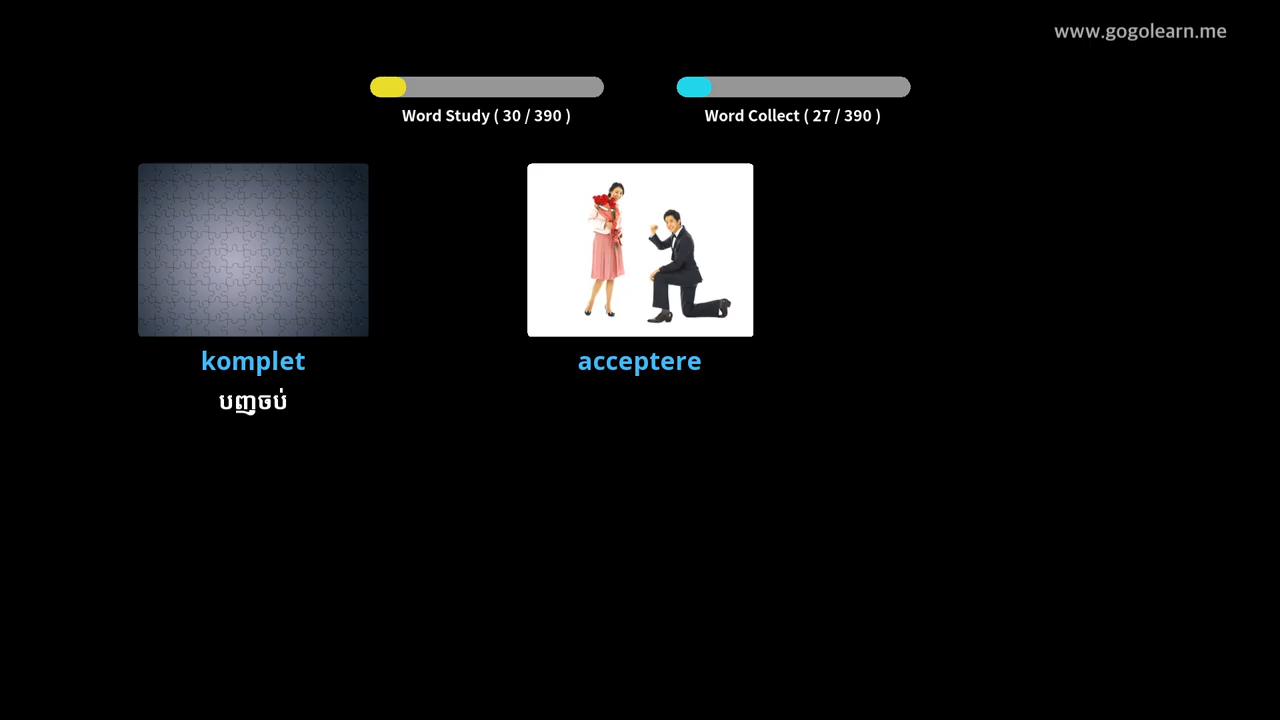 www.gogolearn.me
Word Study ( 30 / 390 )
Word Collect ( 27 / 390 )
komplet
acceptere
បញ្ចប់